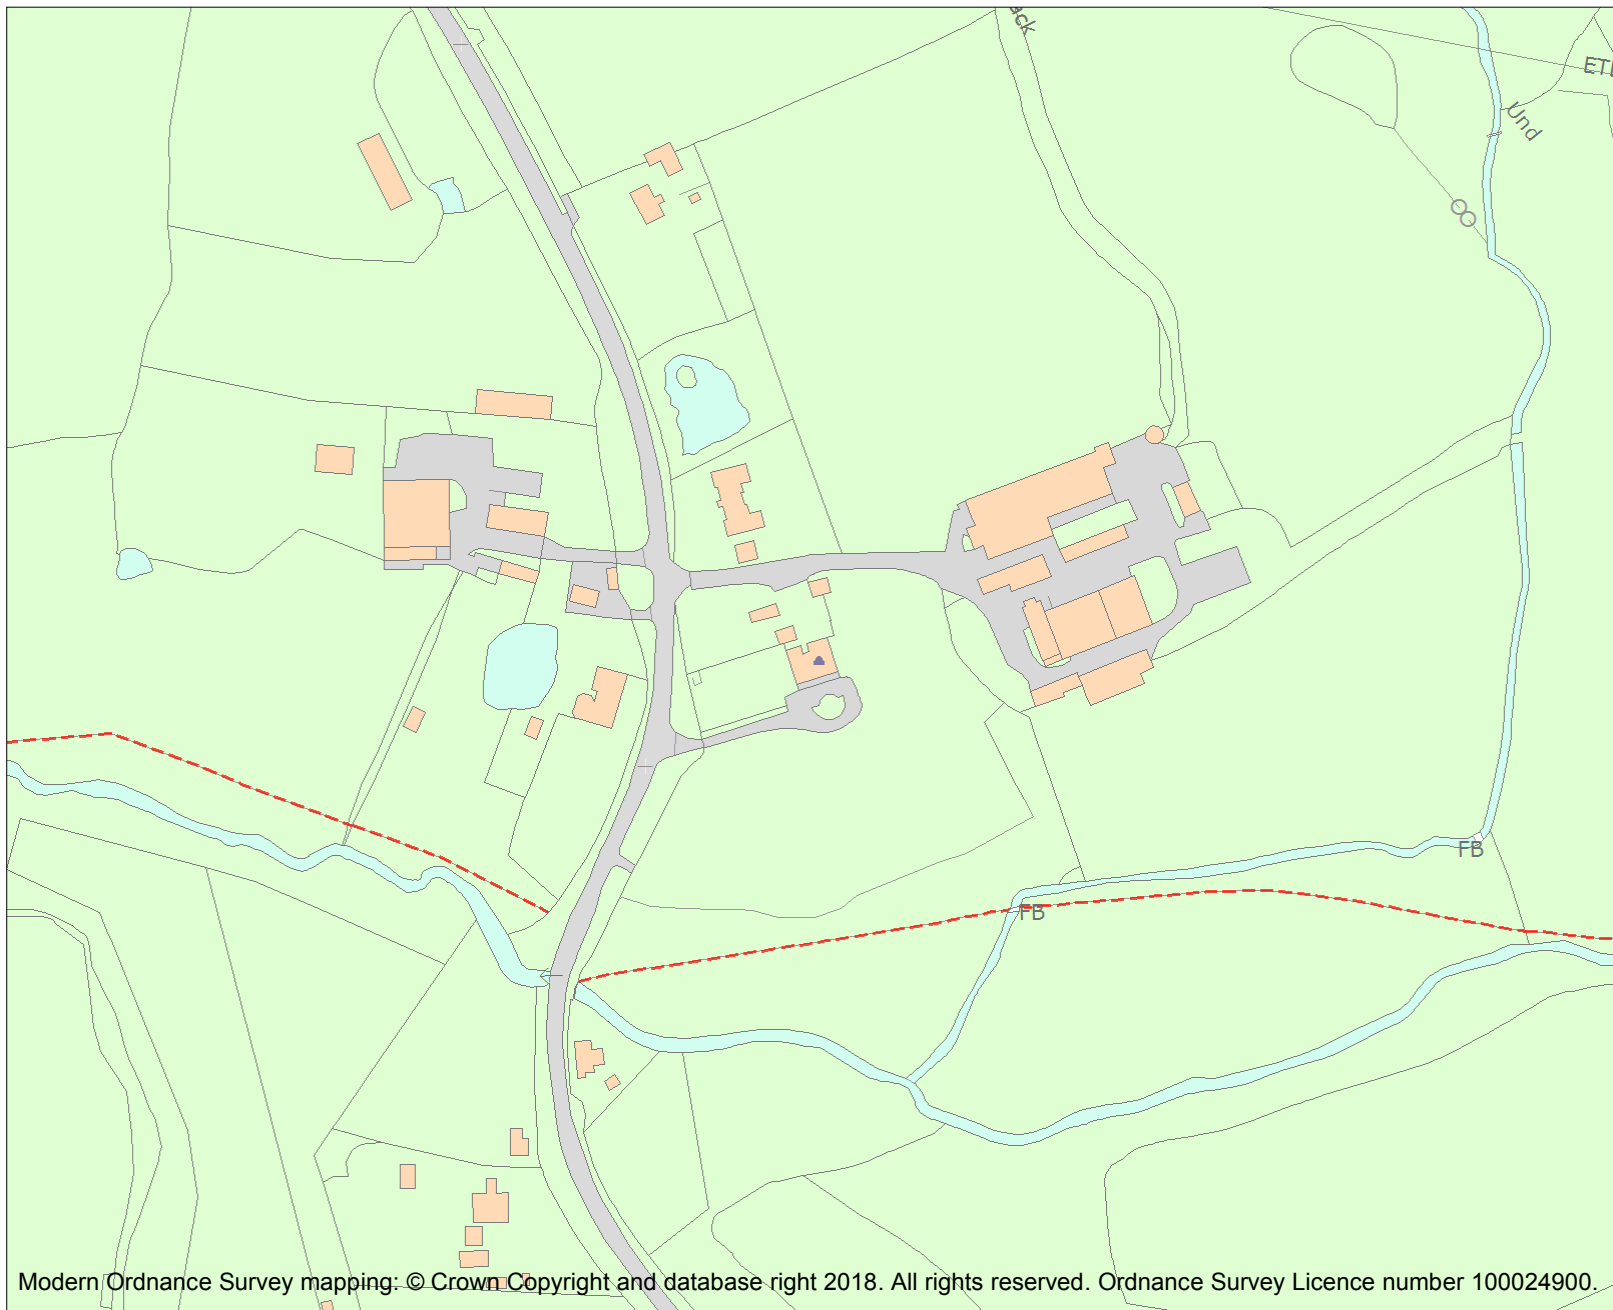 ack
ETL
Und
FB
FB
Modern Ordnance Survey mapping: © Crown Copyright and database right 2018. All rights reserved. Ordnance Survey Licence number 100024900.